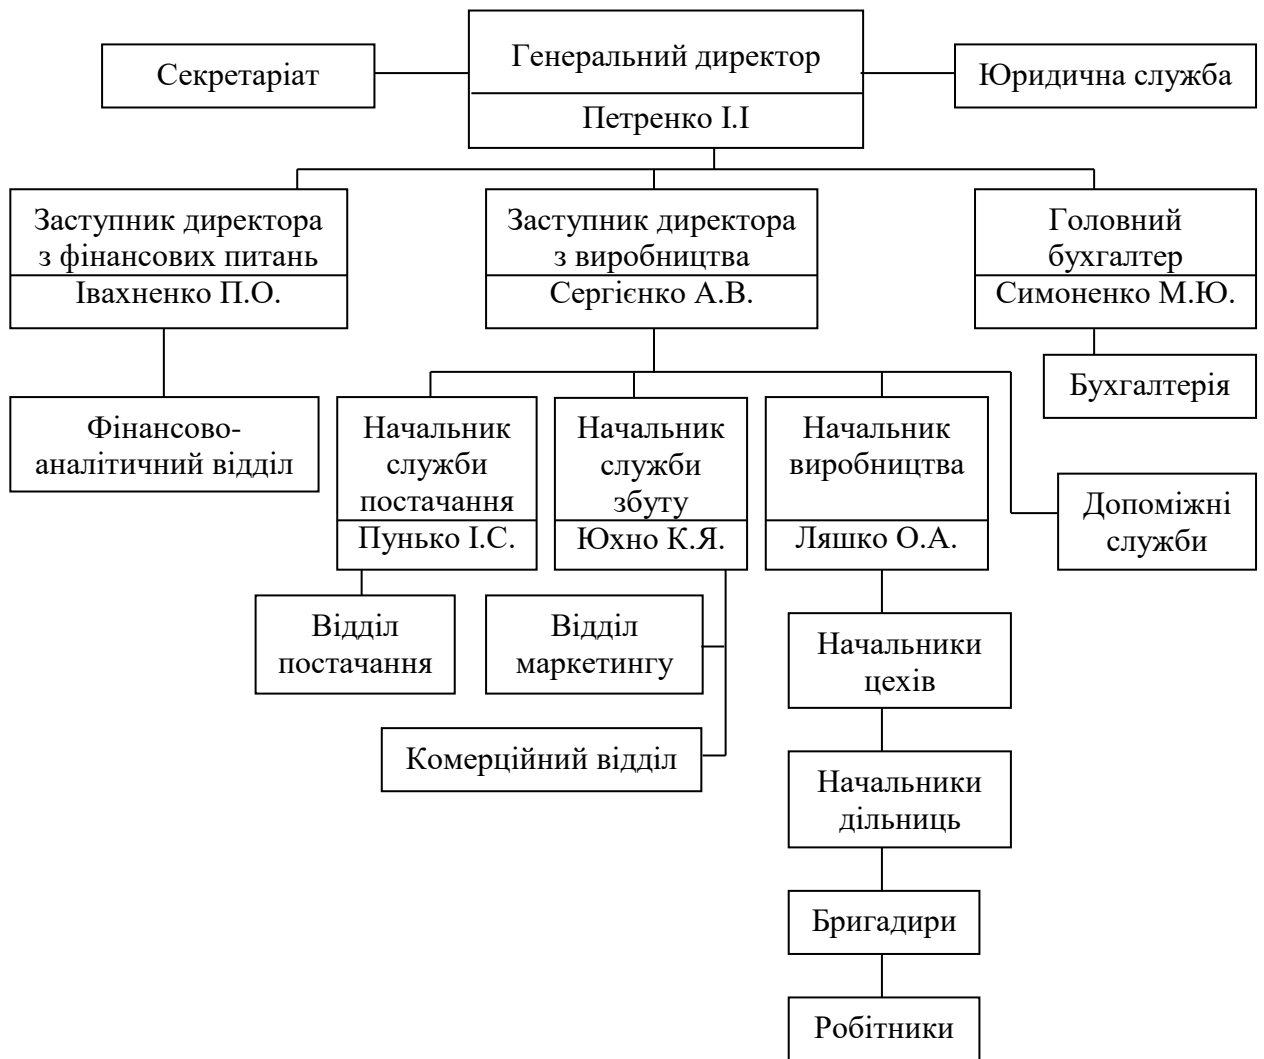 Генеральний директор
Секретаріат
Юридична служба
Петренко І.І
Заступник директора
з фінансових питань
Івахненко П.О.
Заступник директора
з виробництва
Сергієнко А.В.
Головний
бухгалтер
Симоненко М.Ю.
Бухгалтерія
Фінансово-
аналітичний відділ
Начальник
служби
постачання
Пунько І.С.
Начальник
служби
збуту
Юхно К.Я.
Начальник
виробництва
Ляшко О.А.
Допоміжні
служби
Відділ
постачання
Відділ
маркетингу
Комерційний відділ
Начальники
цехів
Начальники
дільниць
Бригадири
Робітники